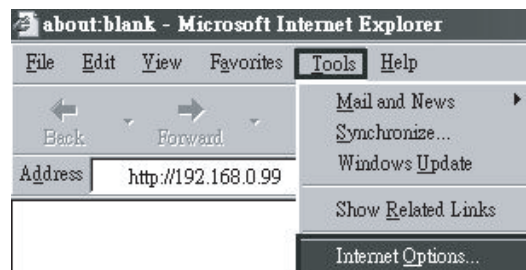 about:blank - Microsoft Internet Explorer
File Edit View Favorites Tools Help
Back Forward
Address http://192.168.0.99
Mail and News
Synchronize...
Windows Update
Show Related Links
Internet Options...